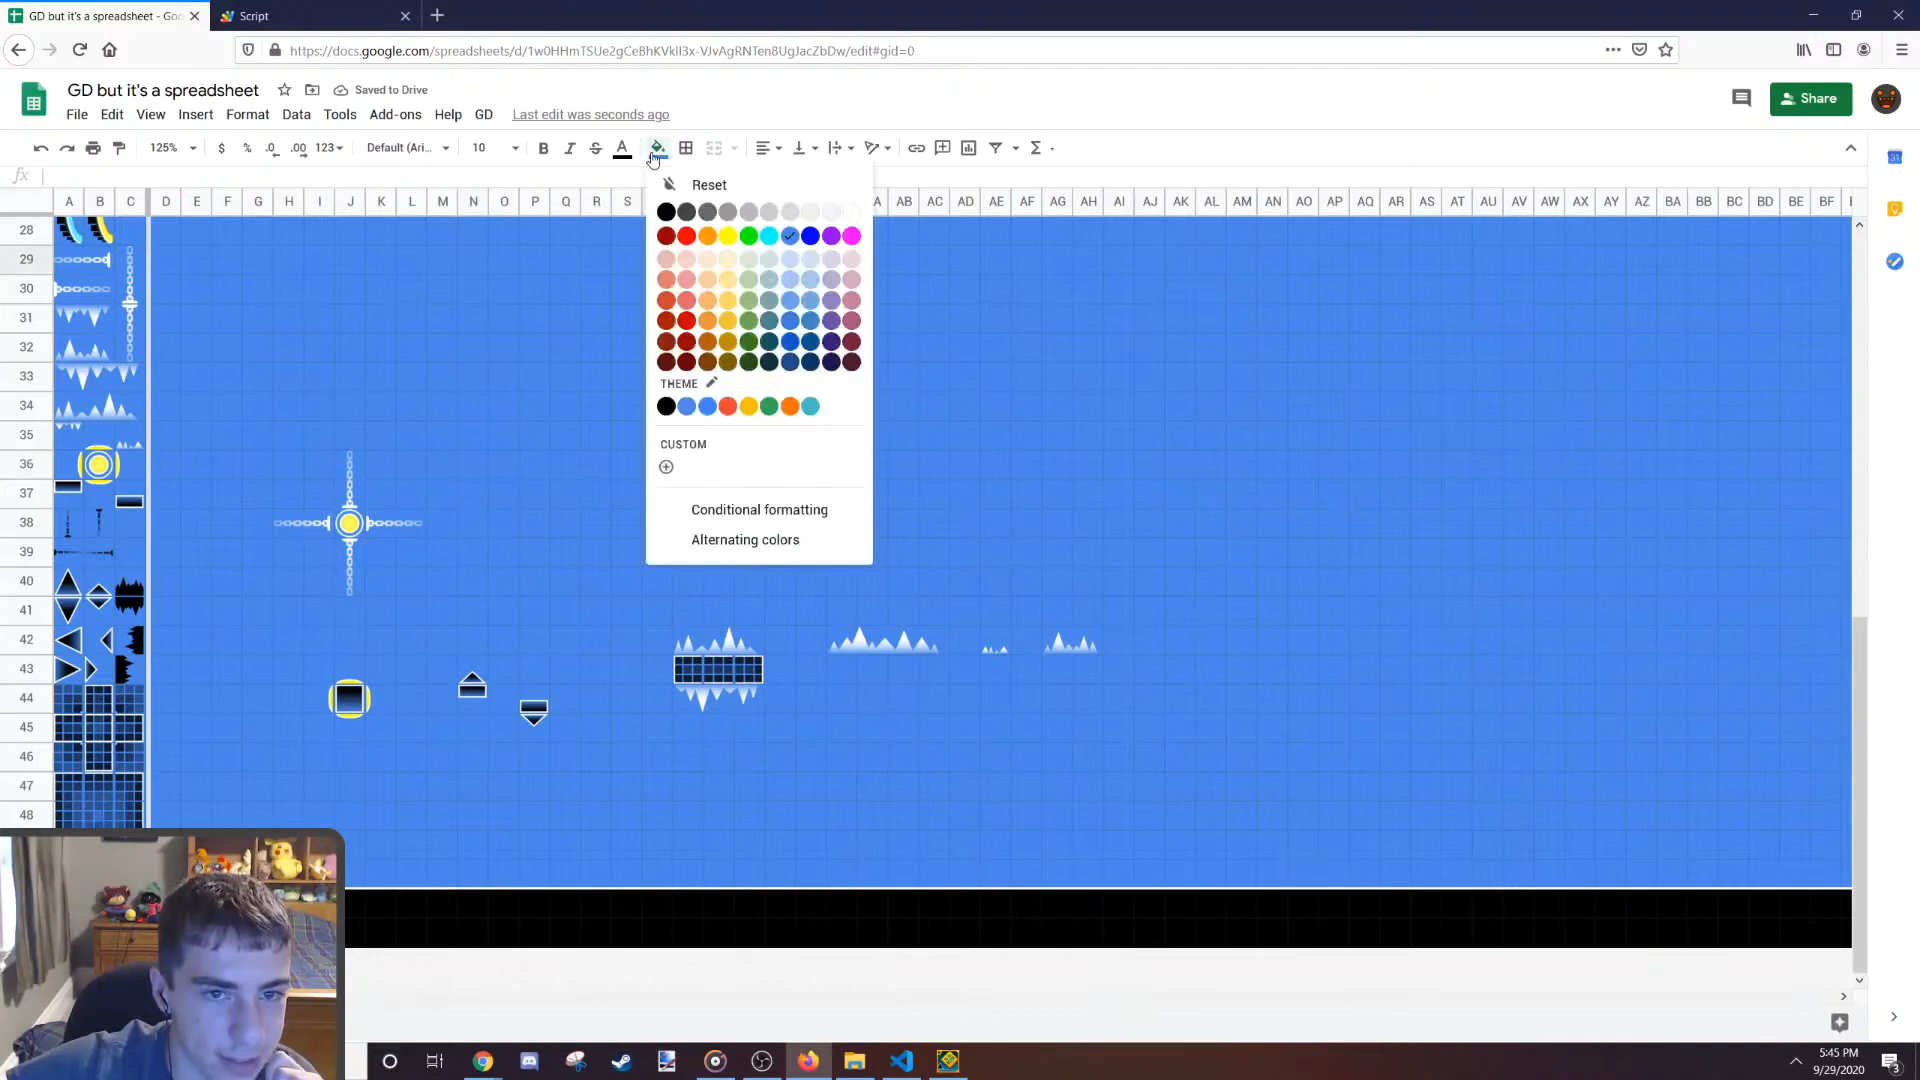 GD but it's a spreadsheet - Goo
Script
https://docs.google.com/spreadsheets/d/1w0HHmTSUe2gCeBhKVklI3x-VJvAgRNTen8UgJacZbDw/edit#gid=0
GD but it's a spreadsheet
Saved to Drive
File Edit View Insert Format Data Tools Add-ons Help GD Last edit was seconds ago
Share
125% $ % .0 .00 123 Default (Ari... 10 B I S A Σ
fx
A B C D E F G H I J K L M N O P Q R S A AB AC AD AE AF AG AH AI AJ AK AL AM AN AO AP AQ AR AS AT AU AV AW AX AY AZ BA BB BC BD BE BF
Reset
THEME
CUSTOM
Conditional formatting
Alternating colors
28
29
30
31
32
33
34
35
36
37
38
39
40
41
42
43
44
45
46
47
48
31
5:45 PM
9/29/2020
3